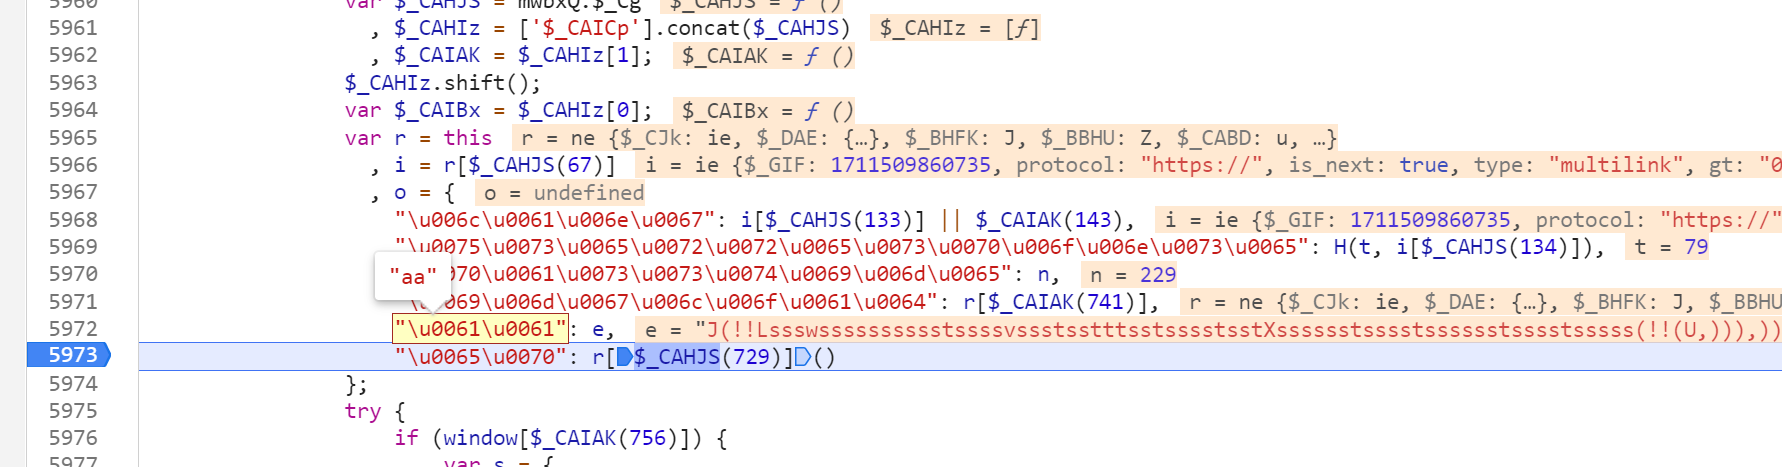 5960 var $_CAHJS = mwbxQ.$_Cg $_CAHJS = ƒ ()
5961 , $_CAHIz = ['$_CAICp'].concat($_CAHJS) $_CAHIz = [ƒ]
5962 , $_CAIAK = $_CAHIz[1]; $_CAIAK = ƒ ()
5963 $_CAHIz.shift();
5964 var $_CAIBx = $_CAHIz[0]; $_CAIBx = ƒ ()
5965 var r = this r = ne {$_CJk: ie, $_DAE: {…}, $_BHFK: J, $_BBHU: Z, $_CABD: u, …}
5966 , i = r[$_CAHJS(67)] i = ie {$_GIF: 1711509860735, protocol: "https://", is_next: true, type: "multilink", gt: "0
5967 , o = { o = undefined
5968 "\u006c\u0061\u006e\u0067": i[$_CAHJS(133)] || $_CAIAK(143), i = ie {$_GIF: 1711509860735, protocol: "https://"
5969 "\u0075\u0073\u0065\u0072\u0072\u0065\u0073\u0070\u006f\u006e\u0073\u0065": H(t, i[$_CAHJS(134)]), t = 79
5970 "aa" 070\u0061\u0073\u0073\u0074\u0069\u006d\u0065": n, n = 229
5971 \u0069\u006d\u0067\u006c\u006f\u0061\u0064": r[$_CAIAK(741)], r = ne {$_CJk: ie, $_DAE: {…}, $_BHFK: J, $_BBHU
5972 "\u0061\u0061": e,
5973 "\u0065\u0070": r[$_CAHJS(729)]()
5974 };
5975 try {
5976 if (window[$_CAIAK(756)]) {
5977 var s = {